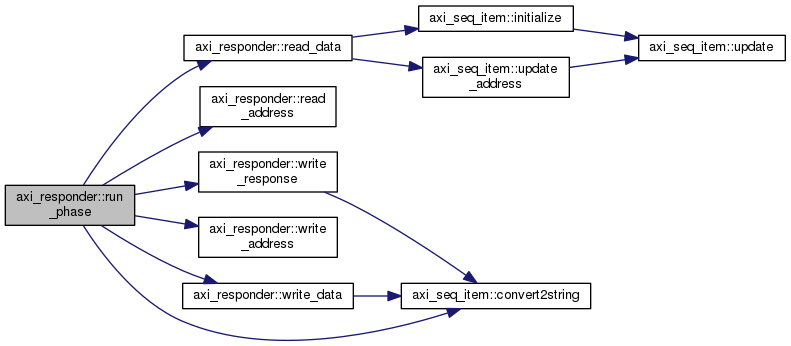 axi_seq_item::initialize
axi_responder::read_data
axi_seq_item::update
axi_seq_item::update
_address
axi_responder::read
_address
axi_responder::write
_response
axi_responder::run
_phase
axi_responder::write
_address
axi_responder::write_data
axi_seq_item::convert2string